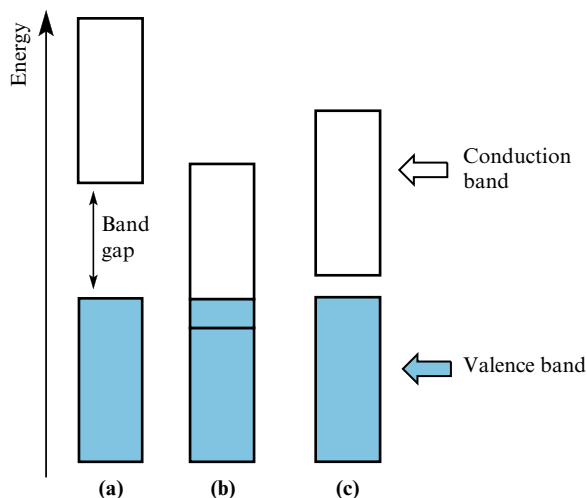 Energy
Band
gap
Conduction
band
Valence band
(a)
(b)
(c)